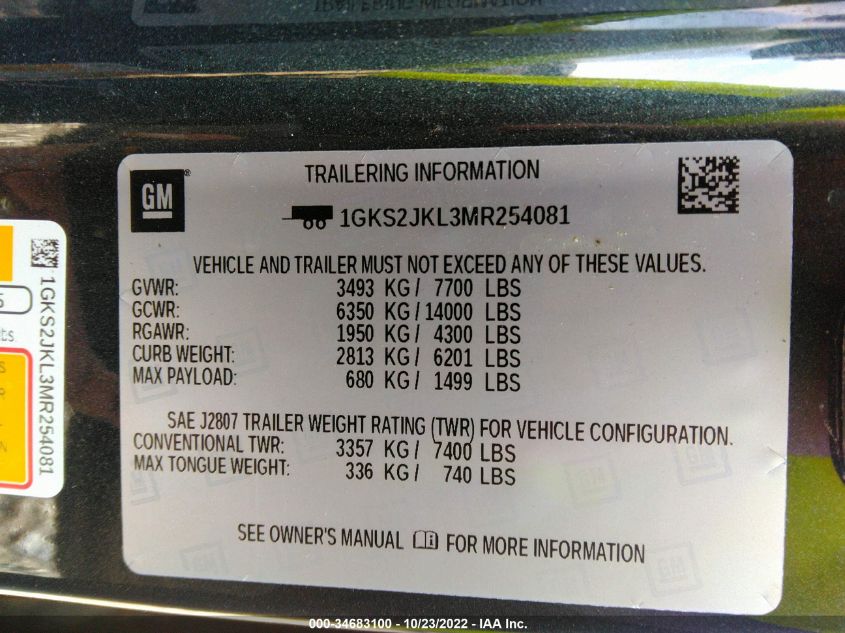 GM
TRAILERING INFORMATION
1GKS2JKL3MR254081
VEHICLE AND TRAILER MUST NOT EXCEED ANY OF THESE VALUES.
GVWR: 3493 KG / 7700 LBS
GCWR: 6350 KG / 14000 LBS
RGAWR: 1950 KG / 4300 LBS
CURB WEIGHT: 2813 KG / 6201 LBS
MAX PAYLOAD: 680 KG / 1499 LBS
SAE J2807 TRAILER WEIGHT RATING (TWR) FOR VEHICLE CONFIGURATION.
CONVENTIONAL TWR: 3357 KG / 7400 LBS
MAX TONGUE WEIGHT: 336 KG / 740 LBS
SEE OWNER'S MANUAL FOR MORE INFORMATION
1GKS2JKL3MR254081
000-34683100 - 10/23/2022 - IAA Inc.